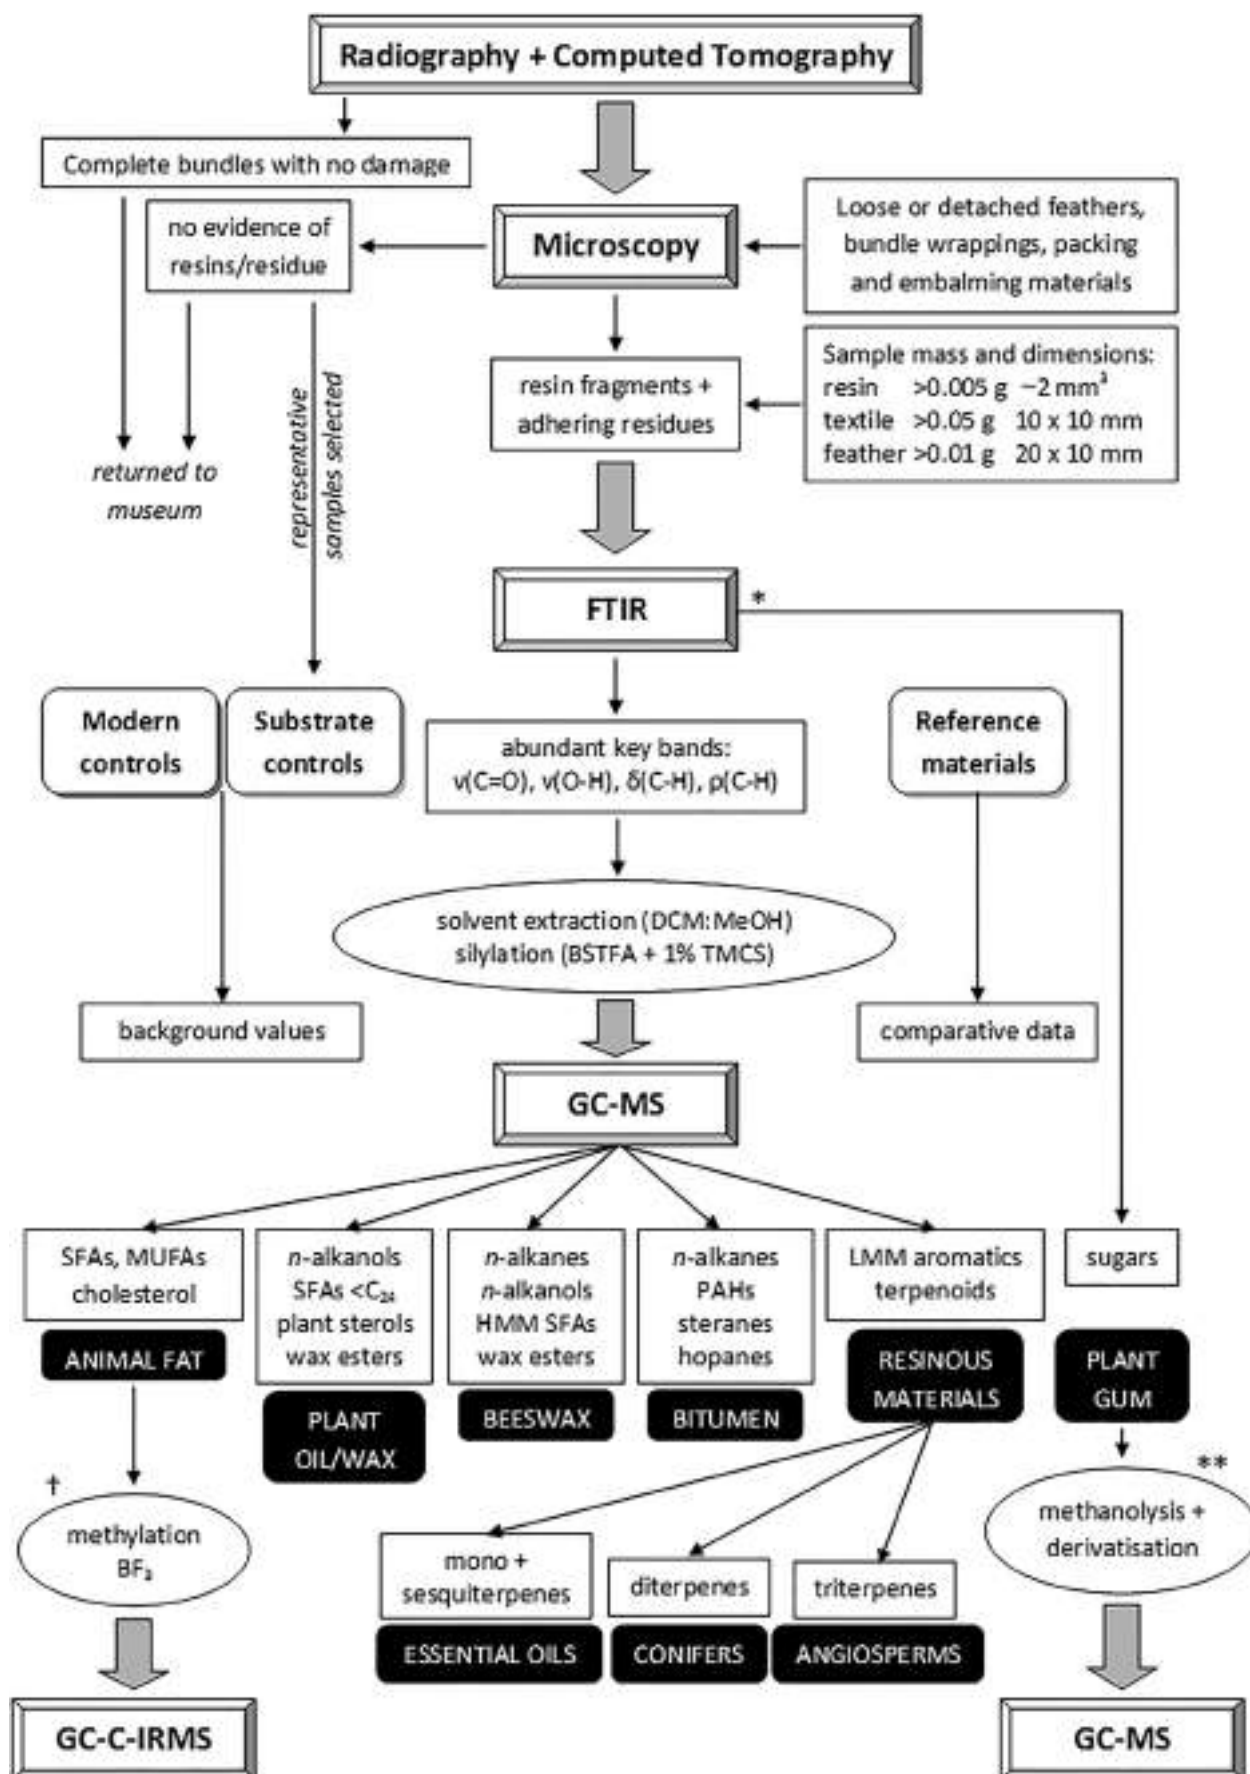 Radiography + Computed Tomography
Complete bundles with no damage
no evidence of
resins/residue
Microscopy
Loose or detached feathers,
bundle wrappings, packing
and embalming materials
resin fragments +
adhering residues
Sample mass and dimensions:
resin >0.005 g ~2 mm³
textile >0.05 g 10 x 10 mm
feather >0.01 g 20 x 10 mm
returned to
museum
representative
samples selected
FTIR
*
Modern
controls
Substrate
controls
abundant key bands:
ν(C=O), ν(O-H), δ(C-H), ρ(C-H)
Reference
materials
solvent extraction (DCM:MeOH)
silylation (BSTFA + 1% TMCS)
background values
comparative data
GC-MS
SFAs, MUFAs
cholesterol
ANIMAL FAT
n-alkanols
SFAs <C₂₄
plant sterols
wax esters
PLANT
OIL/WAX
n-alkanes
n-alkanols
HMM SFAs
wax esters
BEESWAX
n-alkanes
PAHs
steranes
hopanes
BITUMEN
LMM aromatics
terpenoids
RESINOUS
MATERIALS
sugars
PLANT
GUM
†
methylation
BF₃
mono +
sesquiterpenes
ESSENTIAL OILS
diterpenes
CONIFERS
triterpenes
ANGIOSPERMS
**
methanolysis +
derivatisation
GC-C-IRMS
GC-MS